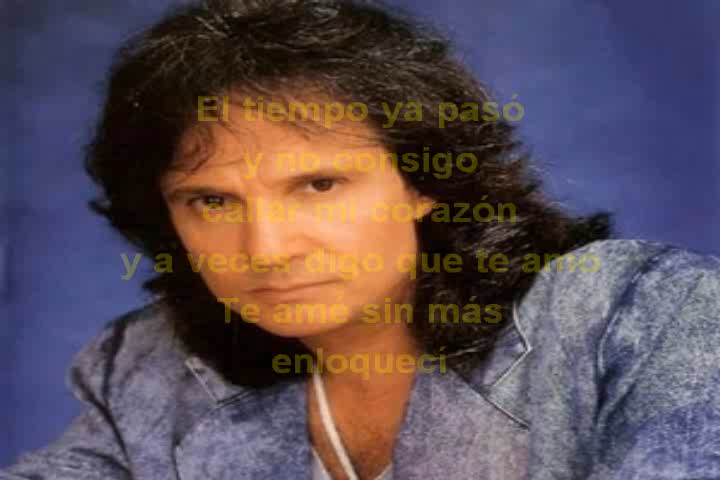 El tiempo ya pasó
y no consigo
callar mi corazón
y a veces digo que te amo
Te amé sin más
enloquecí